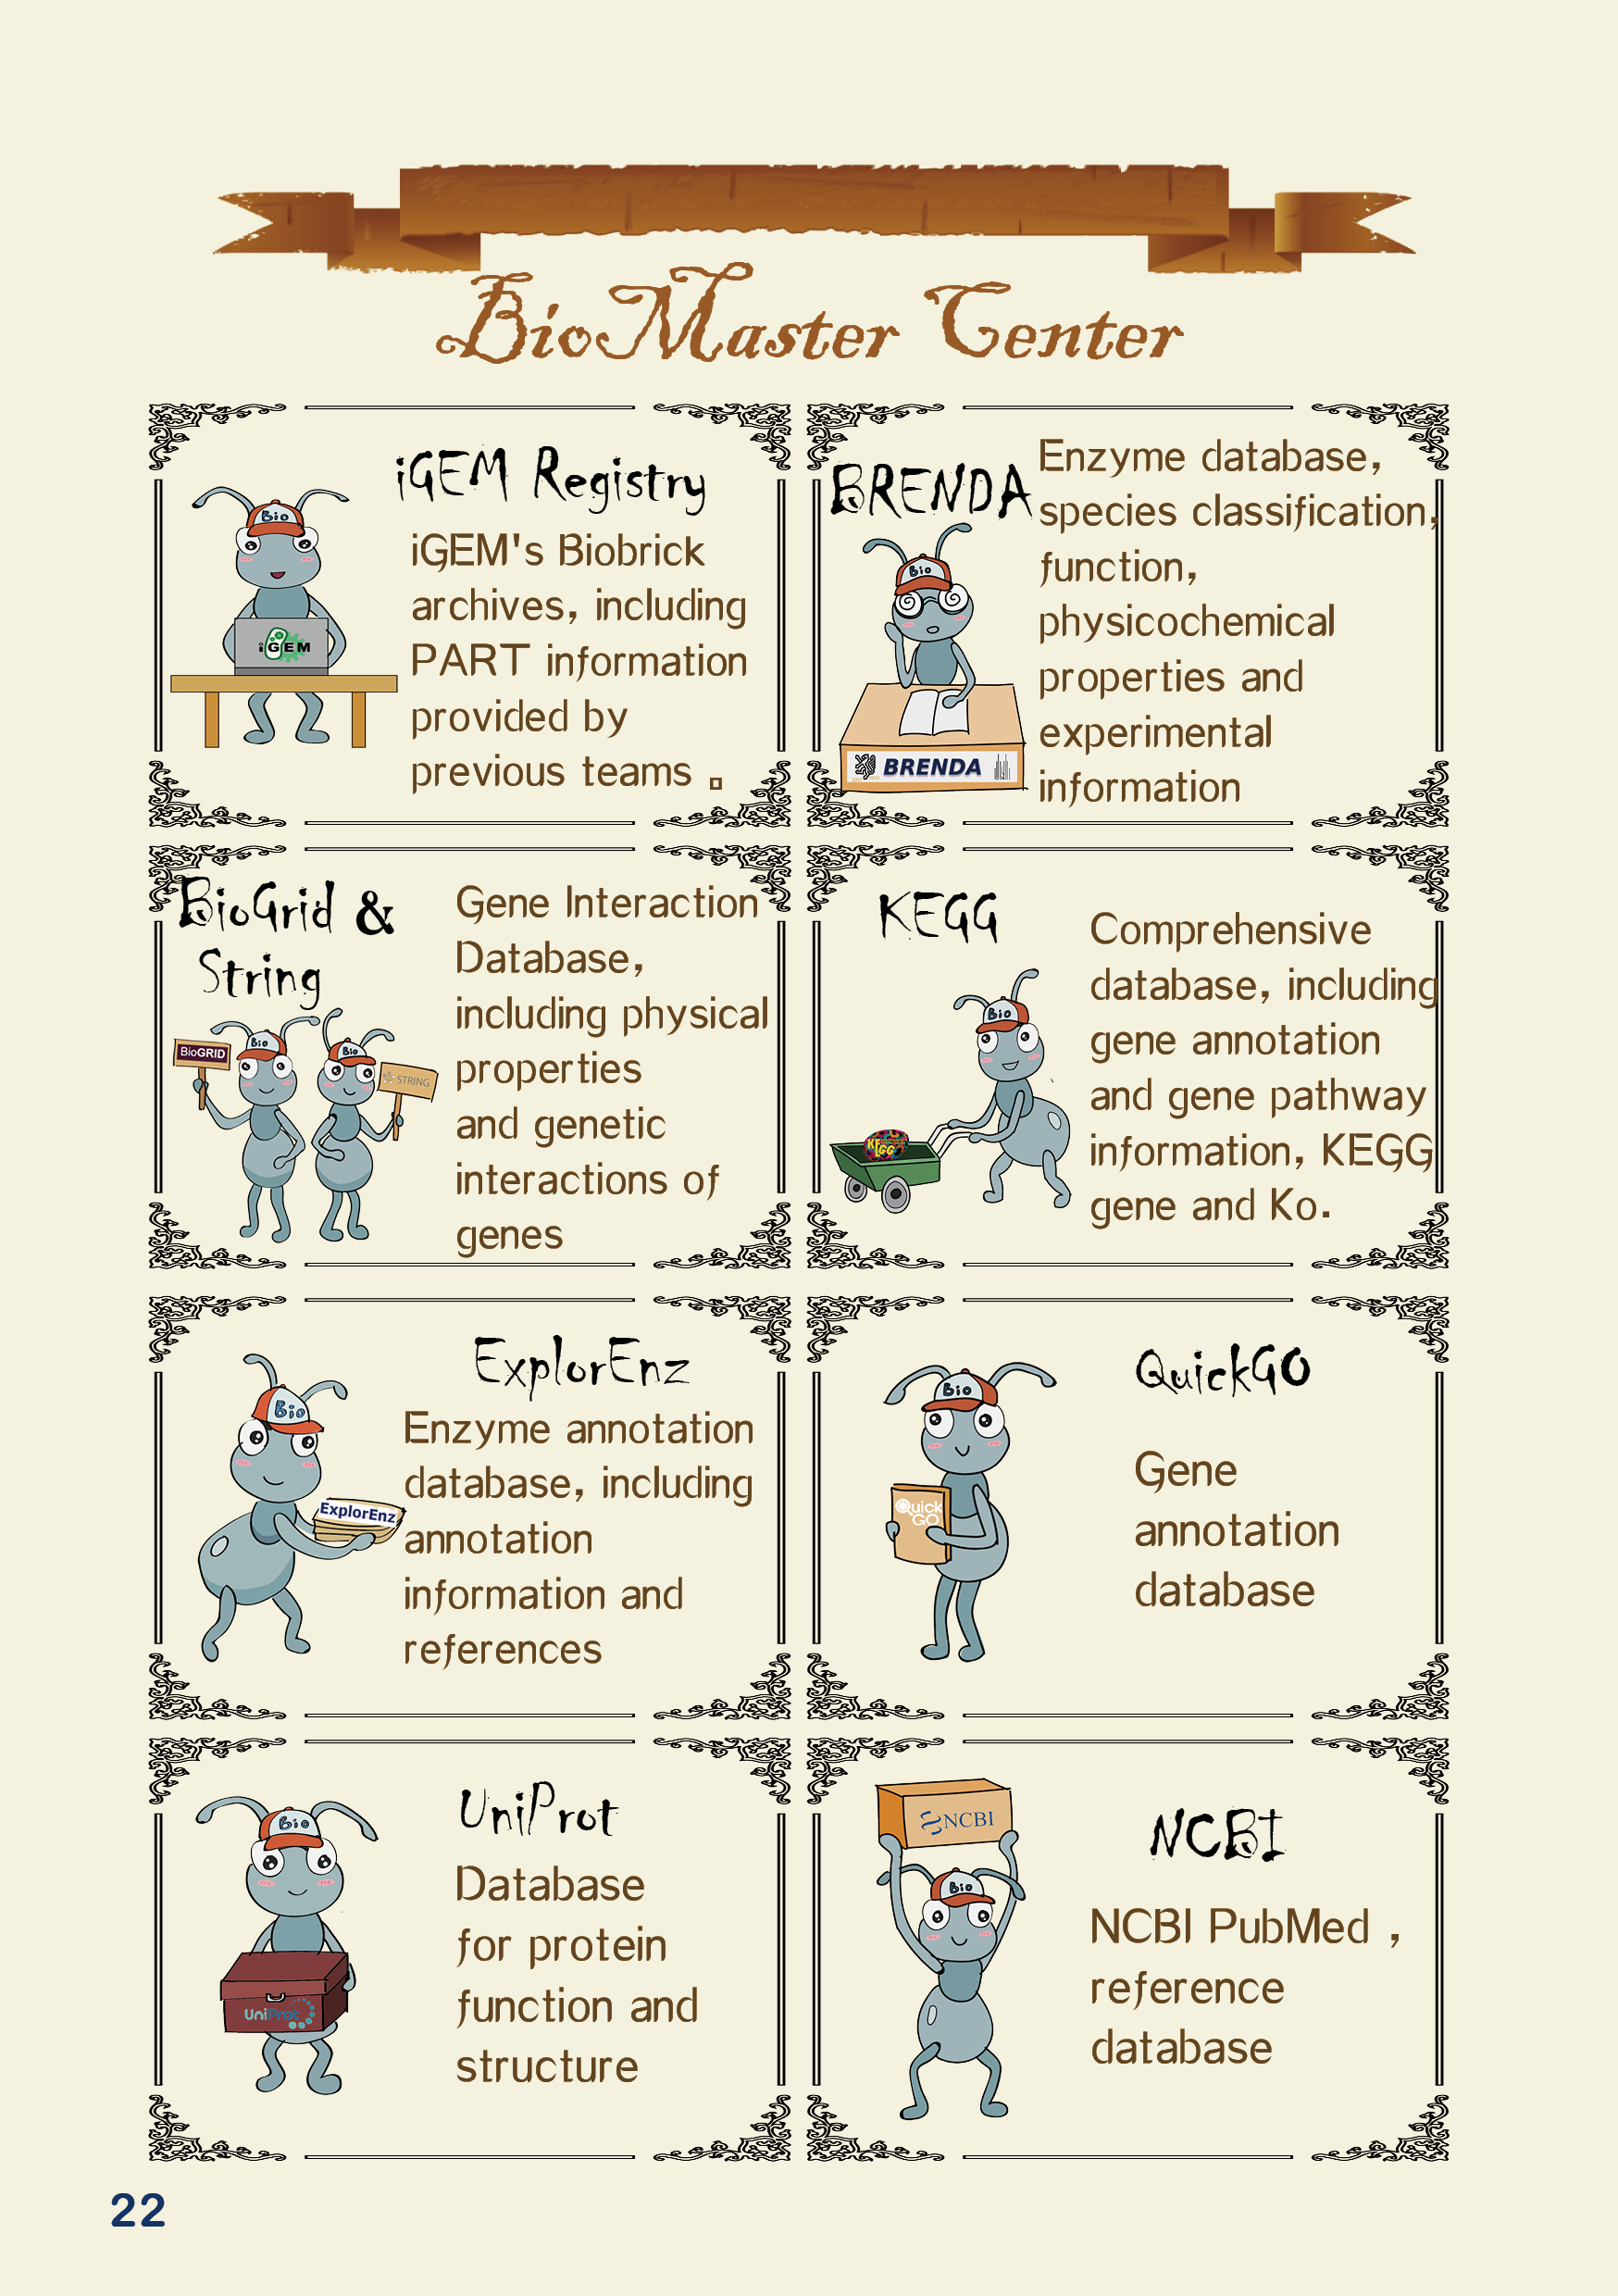 BioMaster Center
iGEM Registry
Bio
iGEM
iGEM's Biobrick
archives, including
PART information
provided by
previous teams 。
BRENDA
Bio
BRENDA
Enzyme database,
species classification,
function,
physicochemical
properties and
experimental
information
BioGrid &
String
BioGRID
Bio
Bio
STRING
Gene Interaction
Database,
including physical
properties
and genetic
interactions of
genes
KEGG
Bio
KEGG
Comprehensive
database, including
gene annotation
and gene pathway
information, KEGG
gene and Ko.
ExplorEnz
Bio
ExplorEnz
Enzyme annotation
database, including
annotation
information and
references
QuickGO
Bio
Quick
GO
Gene
annotation
database
UniProt
Bio
UniProt
Database
for protein
function and
structure
NCBI
NCBI
Bio
NCBI PubMed ,
reference
database
22